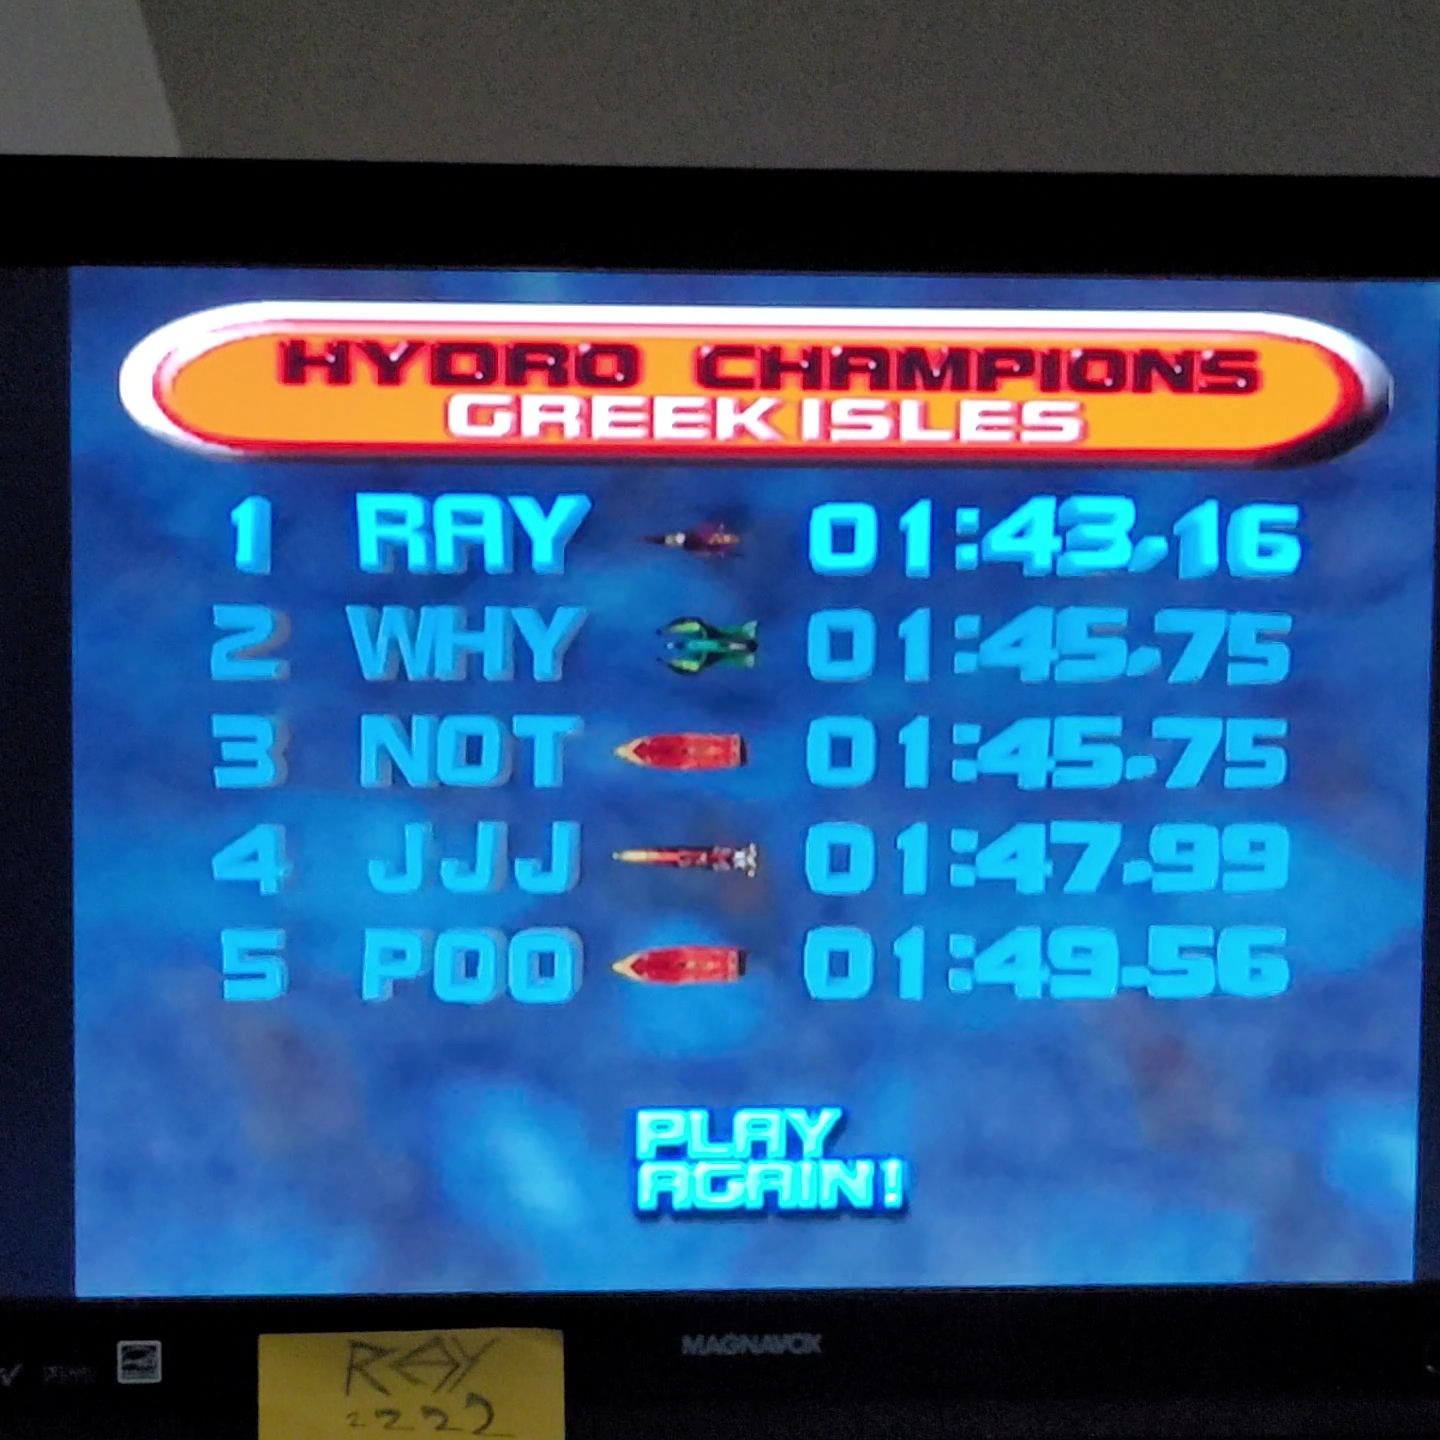 HYDRO CHAMPIONS
GREEK ISLES
1 RAY 01:43.16
2 WHY 01:45.75
3 NOT 01:45.75
4 JJJ 01:47.99
5 POO 01:49.56
PLAY
AGAIN!
MAGNAVOX
RAY
2222